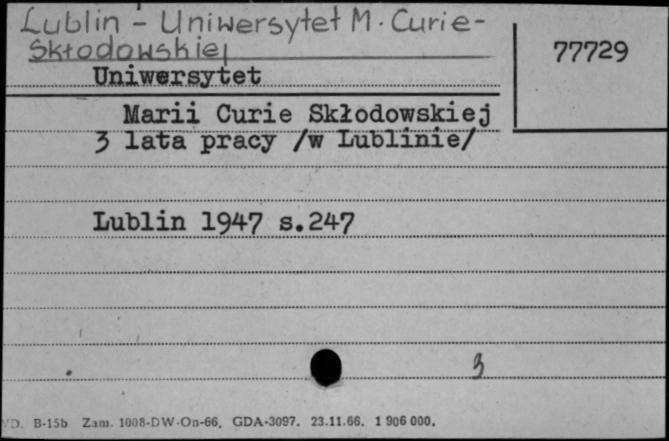 Lublin - Uniwersytet M. Curie-
Skłodowskiej
77729
Uniwersytet
Marii Curie Skłodowskiej
3 lata pracy /w Lublinie/
Lublin 1947 s.247
3
D. B-15b Zam. 1008-DW-On-66, GDA-3097. 23.11.66. 1 906 000.